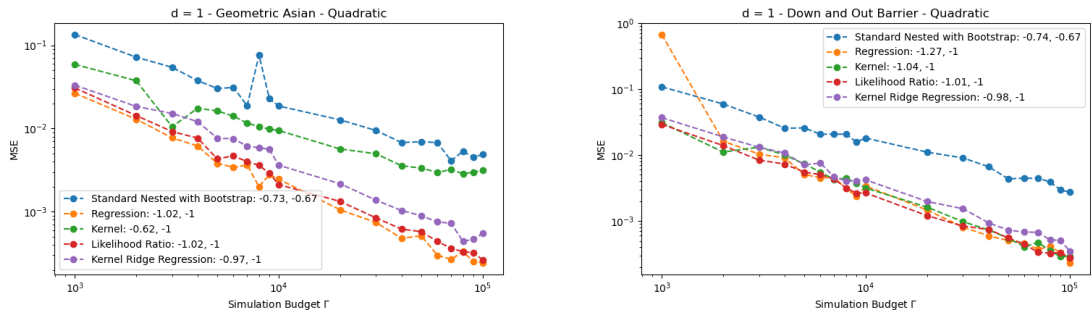 d = 1 - Geometric Asian - Quadratic
MSE
10⁻¹
10⁻²
10⁻³
Standard Nested with Bootstrap: -0.73, -0.67
Regression: -1.02, -1
Kernel: -0.62, -1
Likelihood Ratio: -1.02, -1
Kernel Ridge Regression: -0.97, -1
10³
10⁴
10⁵
Simulation Budget Γ
d = 1 - Down and Out Barrier - Quadratic
MSE
10⁰
10⁻¹
10⁻²
10⁻³
Standard Nested with Bootstrap: -0.74, -0.67
Regression: -1.27, -1
Kernel: -1.04, -1
Likelihood Ratio: -1.01, -1
Kernel Ridge Regression: -0.98, -1
10³
10⁴
10⁵
Simulation Budget Γ